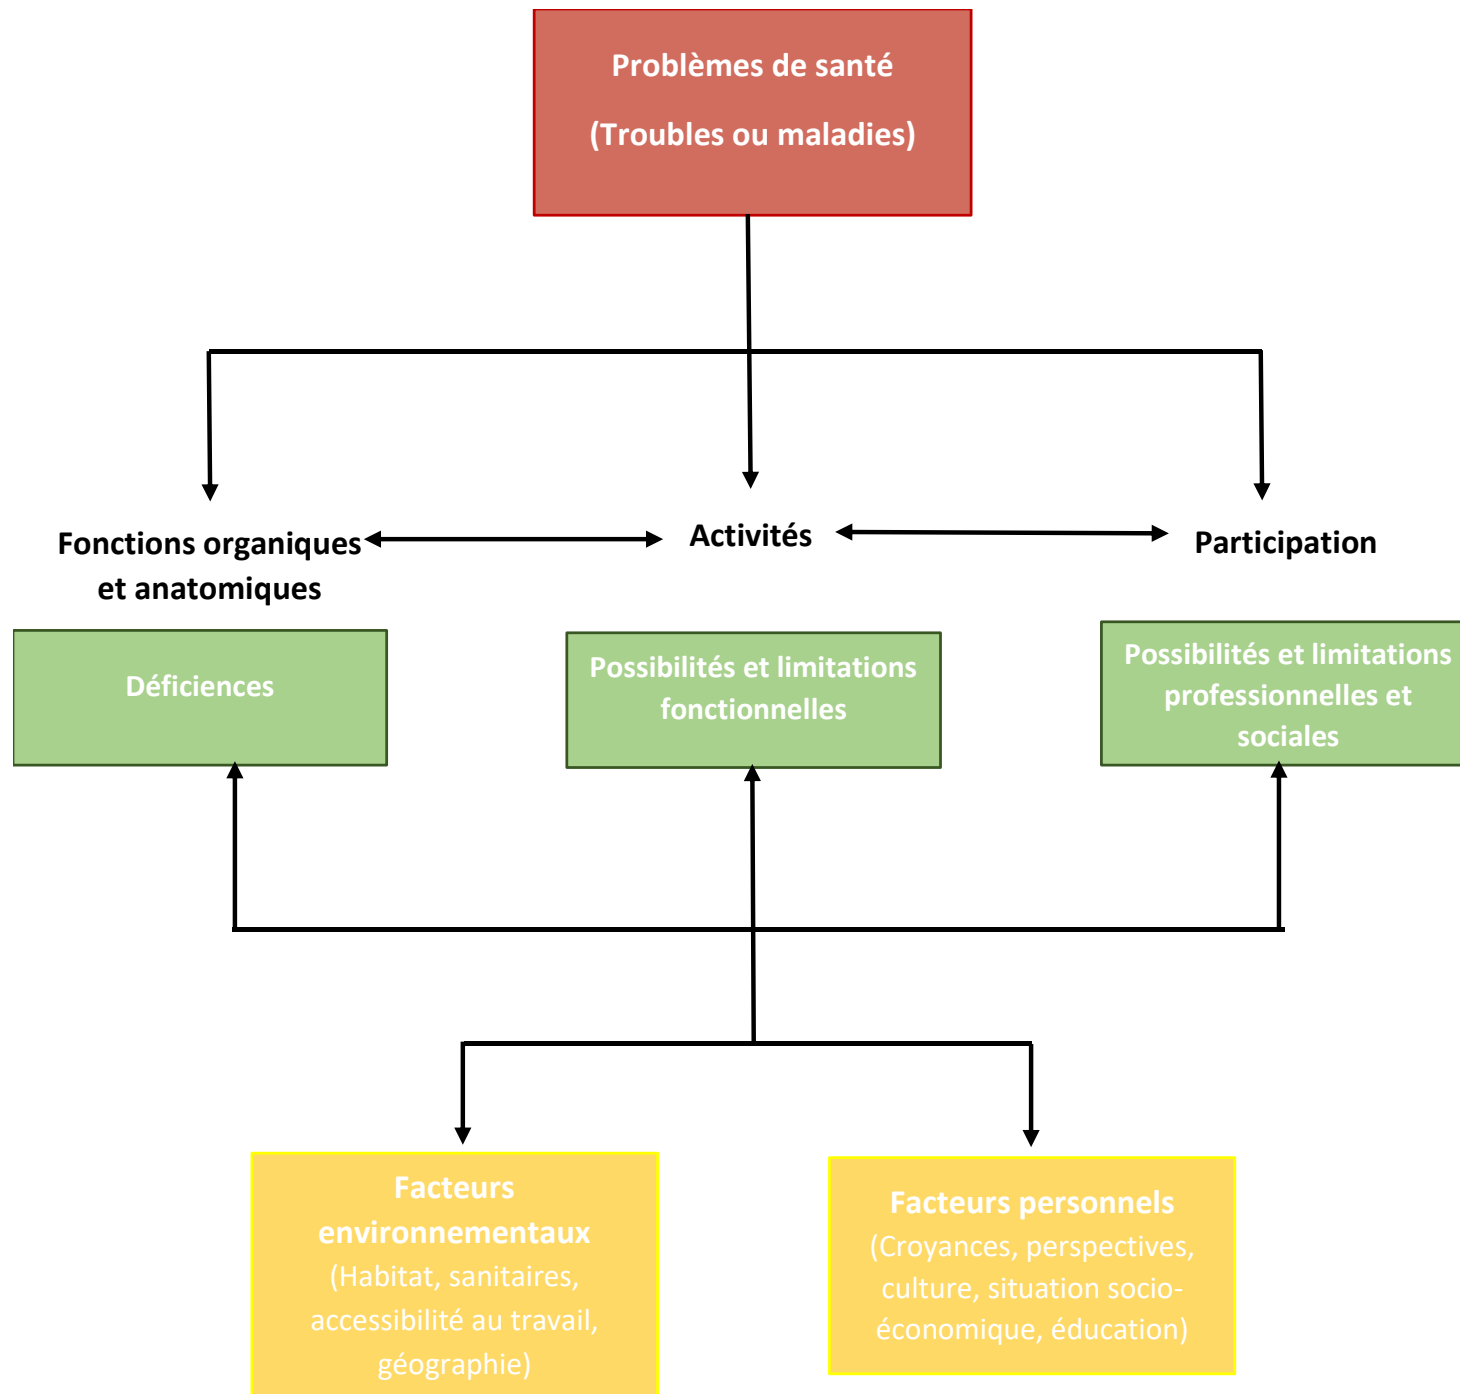 Problèmes de santé
(Troubles ou maladies)
Fonctions organiques
et anatomiques
Activités
Participation
Déficiences
Possibilités et limitations
fonctionnelles
Possibilités et limitations
professionnelles et
sociales
Facteurs
environnementaux
(Habitat, sanitaires,
accessibilité au travail,
géographie)
Facteurs personnels
(Croyances, perspectives,
culture, situation socio-
économique, éducation)